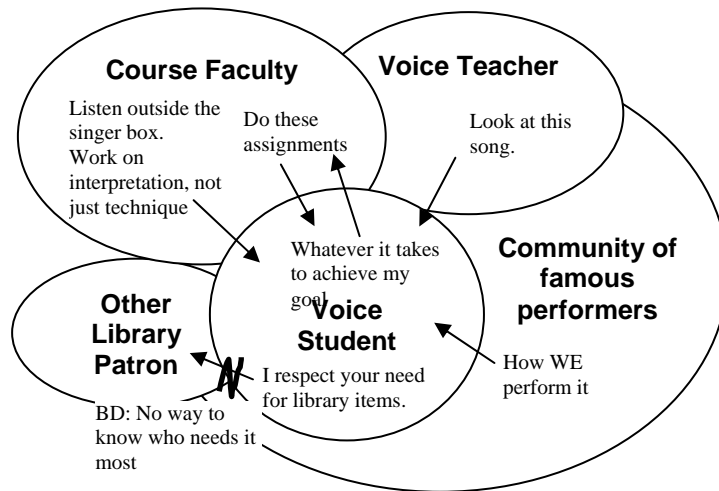 Course Faculty
Voice Teacher
Listen outside the
singer box.
Work on
interpretation, not
just technique
Do these
assignments
Look at this
song.
Whatever it takes
to achieve my
goal
Voice
Student
Community of
famous
performers
Other
Library
Patron
How WE
perform it
I respect your need
for library items.
BD: No way to
know who needs it
most